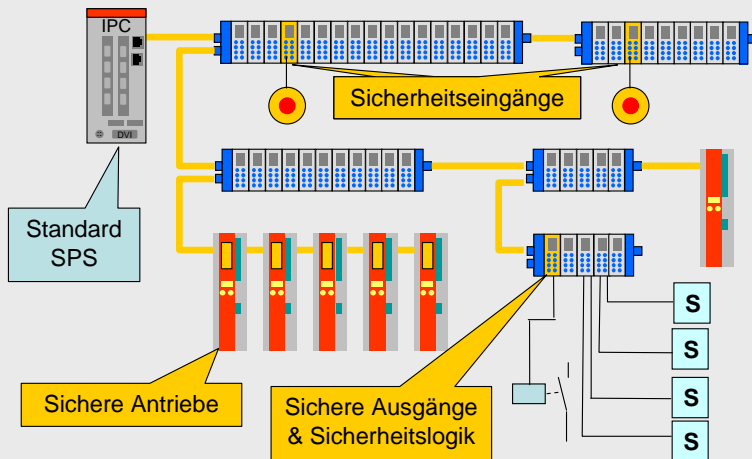 IPC
DVI
Sicherheitseingänge
Standard
SPS
Sichere Antriebe
Sichere Ausgänge
& Sicherheitslogik
S
S
S
S